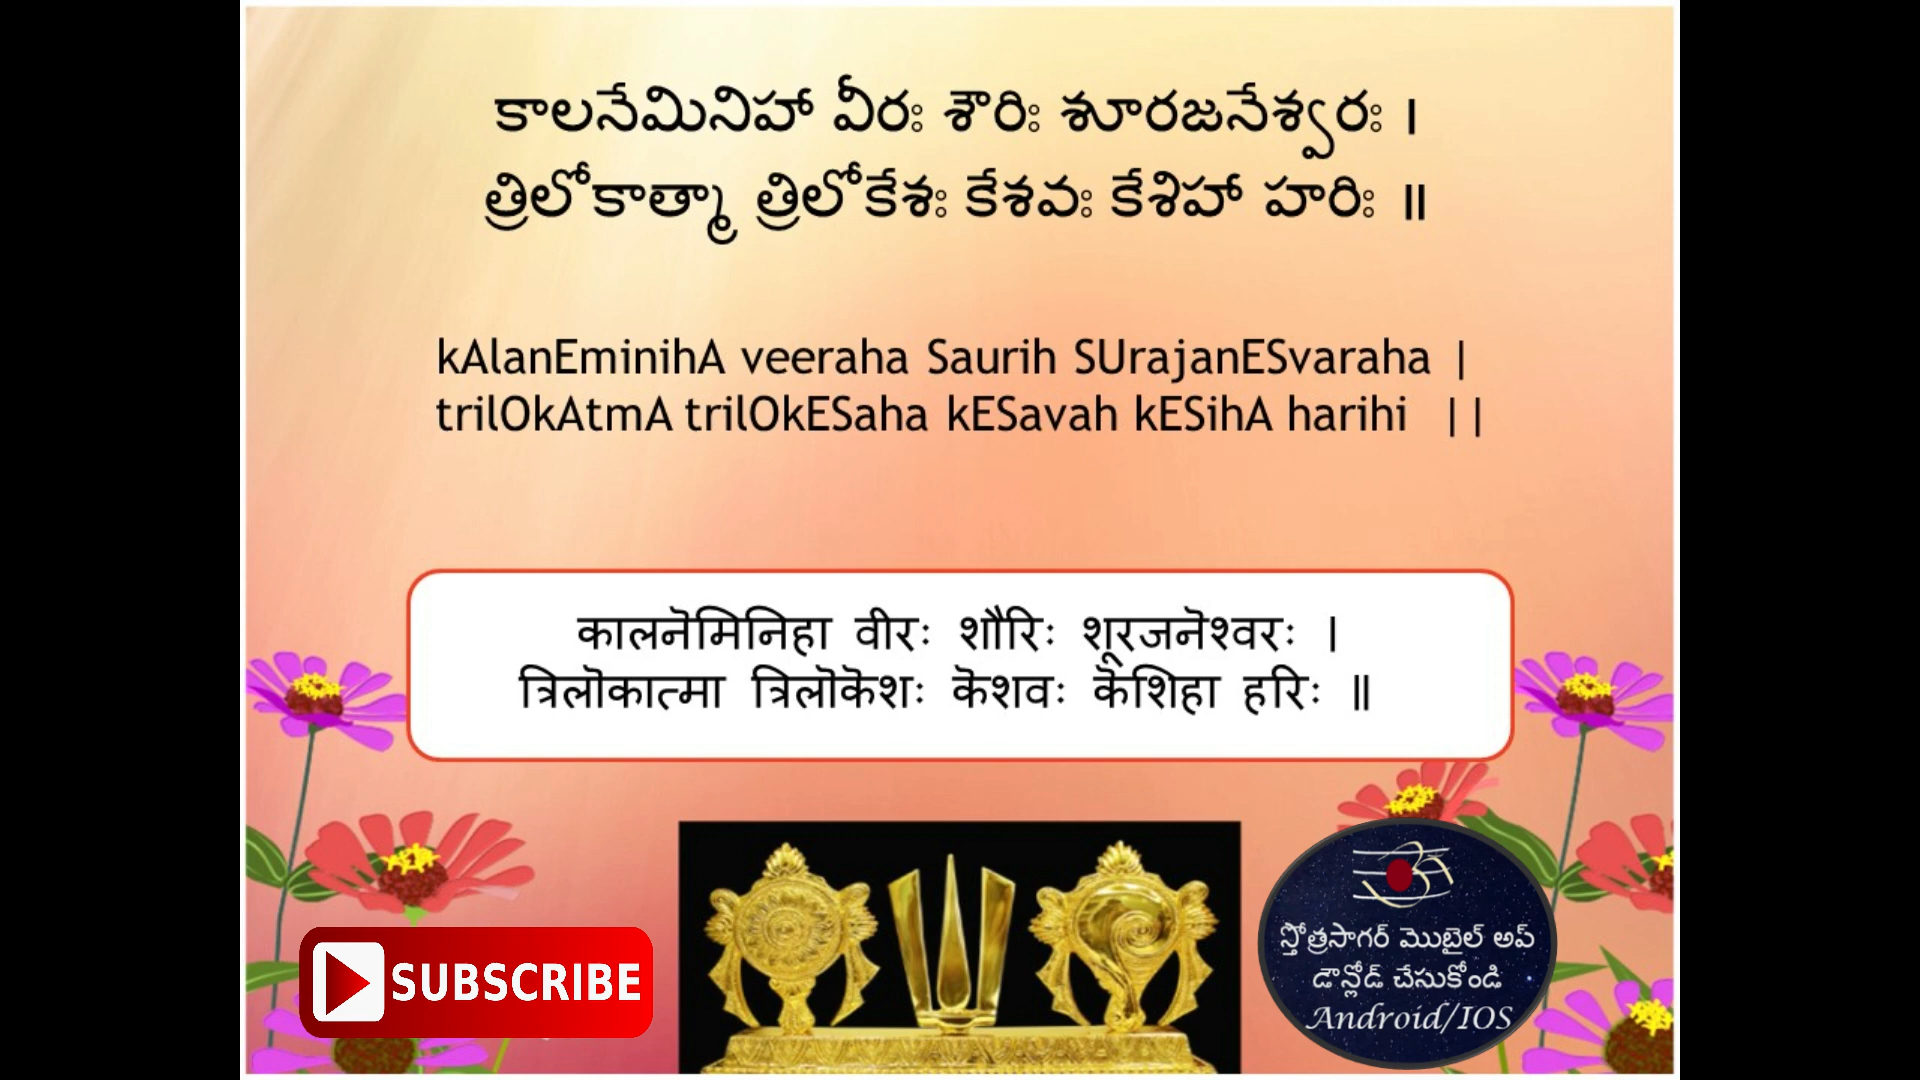 కాలనేమినిహా వీరః శౌరిః శూరజనేశ్వరః ।
త్రిలోకాత్మా త్రిలోకేశః కేశవః కేశిహా హరిః ॥
kAlanEminihA veeraha Saurih SUrajanESvaraha |
trilOkAtmA trilOkESaha kESavah kESihA harihi ||
कालनॆमिनिहा वीरः शौरिः शूरजनॆश्वरः ।
त्रिलॊकात्मा त्रिलॊकॆशः कॆशवः कॆशिहा हरिः ॥
SUBSCRIBE
స్తోత్రసాగర్ మొబైల్ అప్
డౌన్లోడ్ చేసుకోండి
Android/IOS